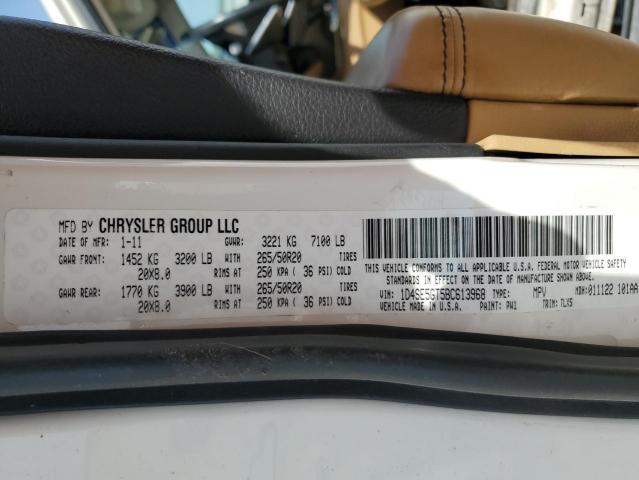 MFD BY CHRYSLER GROUP LLC
DATE OF MFR: 1-11 GVWR: 3221 KG 7100 LB
GAWR FRONT: 1452 KG 3200 LB WITH 265/50R20 TIRES
20X8.0 RIMS AT 250 KPA ( 36 PSI) COLD
GAWR REAR: 1770 KG 3900 LB WITH 265/50R20 TIRES
20X8.0 RIMS AT 250 KPA ( 36 PSI) COLD
THIS VEHICLE CONFORMS TO ALL APPLICABLE U.S.A. FEDERAL MOTOR VEHICLE SAFETY
STANDARDS IN EFFECT ON THE DATE OF MANUFACTURE SHOWN ABOVE.
VIN: 1D4SE5GT5BC613968 TYPE: MPV MDH:011122 101AA
VEHICLE MADE IN U.S.A. PAINT: PW1 TRIM: TLX5